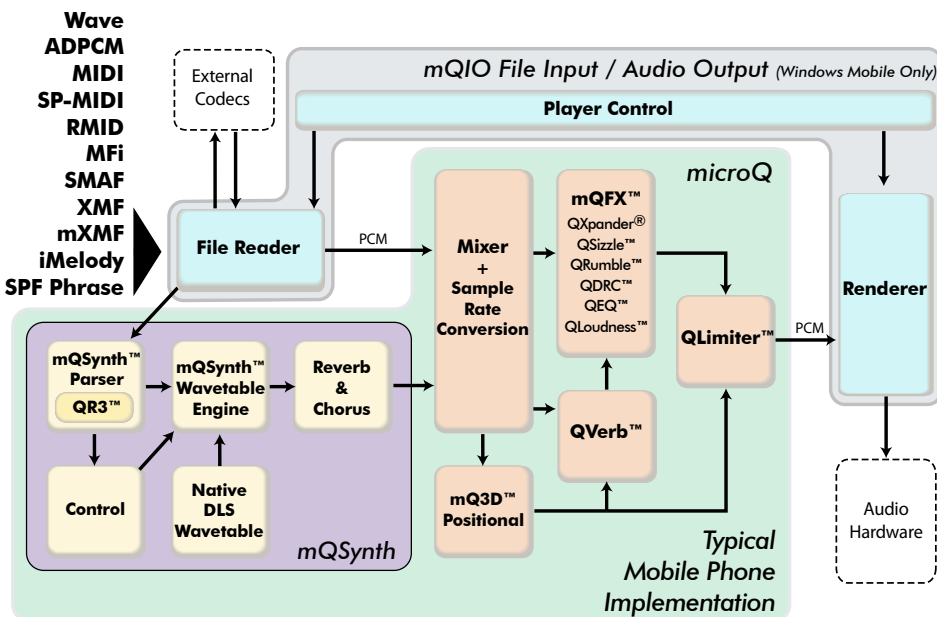 Wave
ADPCM
MIDI
SP-MIDI
RMID
MFi
SMAF
XMF
mXMF
iMelody
SPF Phrase
External
Codecs
mQIO File Input / Audio Output (Windows Mobile Only)
Player Control
microQ
File Reader
PCM
Mixer
+
Sample
Rate
Conversion
mQFX™
QXpander®
QSizzle™
QRumble™
QDRC™
QEQ™
QLoudness™
QLimiter™
PCM
Renderer
mQSynth™
Parser
QR3™
mQSynth™
Wavetable
Engine
Reverb
&
Chorus
QVerb™
Control
Native
DLS
Wavetable
mQSynth
mQ3D™
Positional
Audio
Hardware
Typical
Mobile Phone
Implementation